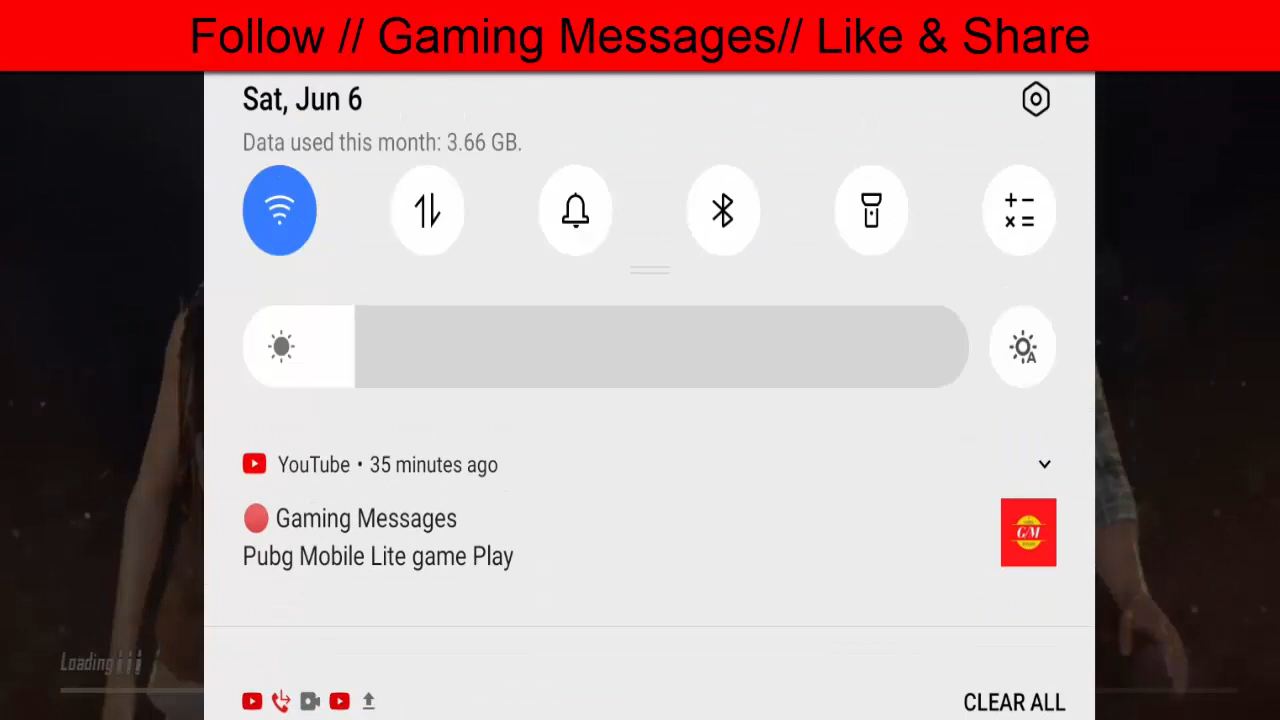 Follow // Gaming Messages// Like & Share
Sat, Jun 6
Data used this month: 3.66 GB.
YouTube • 35 minutes ago
Gaming Messages
G/M
Pubg Mobile Lite game Play
Loading
CLEAR ALL